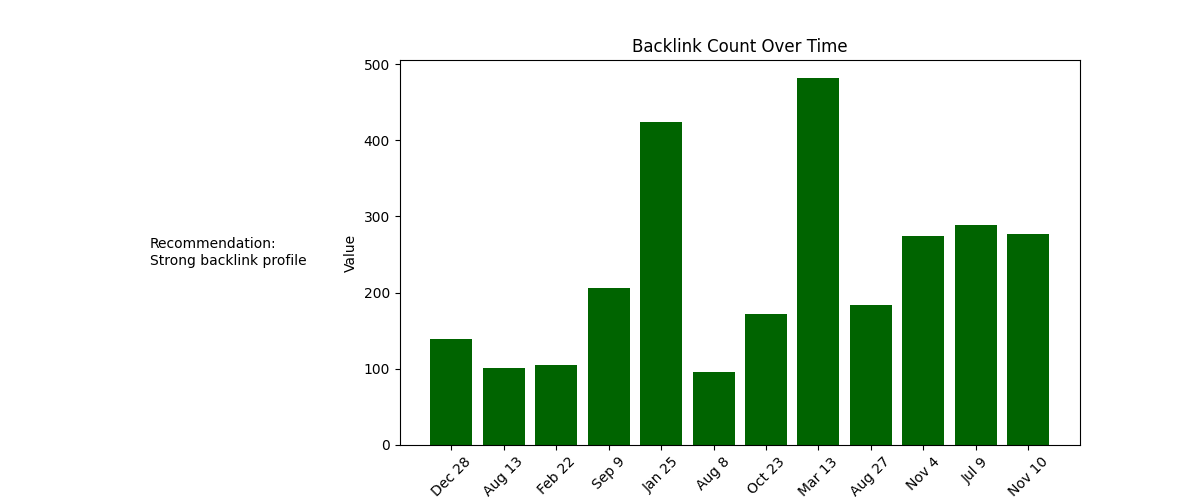 Backlink Count Over Time
Recommendation:
Strong backlink profile
Value
500
400
300
200
100
0
Dec 28
Aug 13
Feb 22
Sep 9
Jan 25
Aug 8
Oct 23
Mar 13
Aug 27
Nov 4
Jul 9
Nov 10